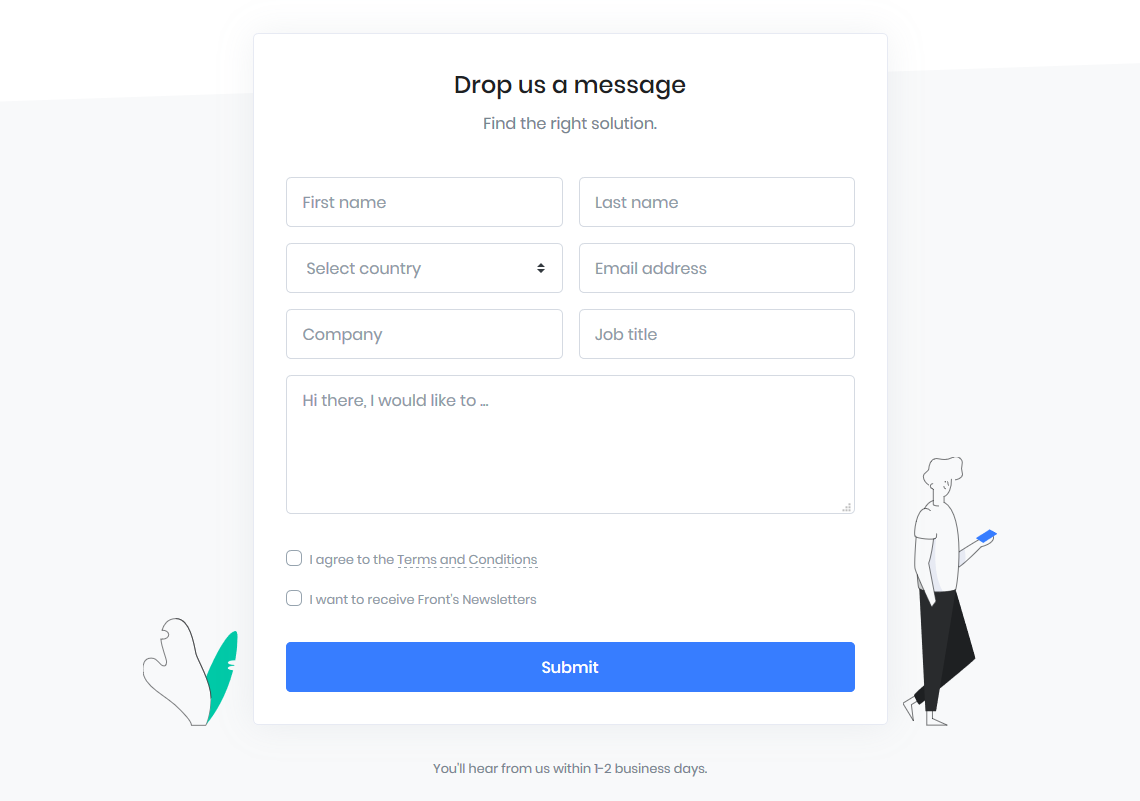 Drop us a message
Find the right solution.
First name
Last name
Select country
Email address
Company
Job title
Hi there, I would like to ...
I agree to the Terms and Conditions
I want to receive Front's Newsletters
Submit
You'll hear from us within 1-2 business days.